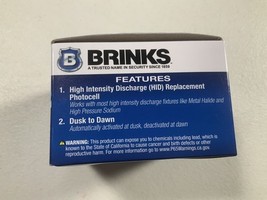 B
BRINKS
A TRUSTED NAME IN SECURITY SINCE 1859
FEATURES
1. High Intensity Discharge (HID) Replacement
Photocell
Works with most high intensity discharge fixtures like Metal Halide and
High Pressure Sodium
2. Dusk to Dawn
Automatically activated at dusk, deactivated at dawn
WARNING: This product can expose you to chemicals including lead, which is
known to the State of California to cause cancer and birth defects or other
reproductive harm. For more information go to www.P65Warnings.ca.gov.